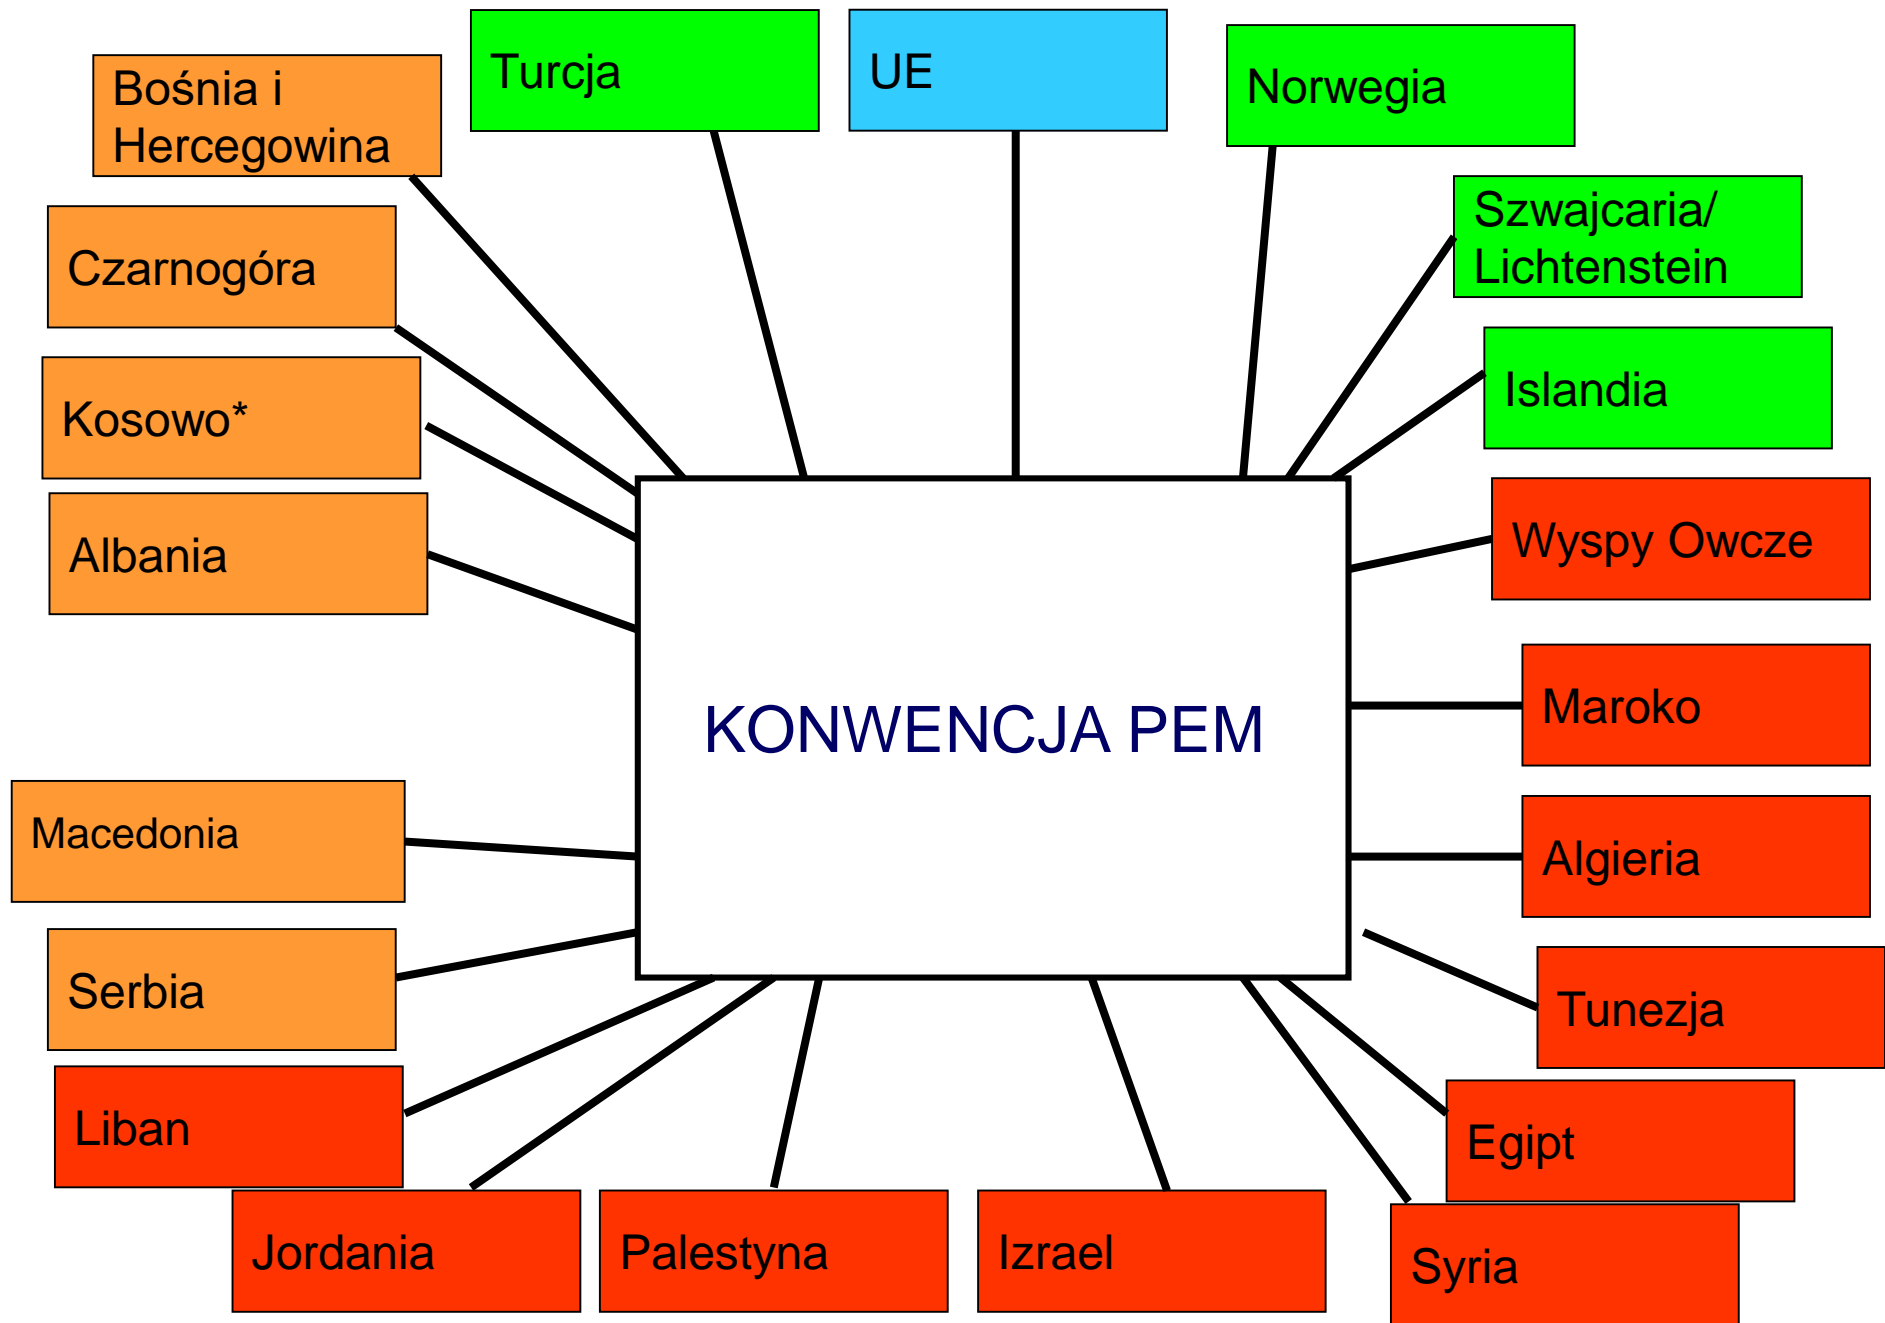 Turcja
UE
Norwegia
Bośnia i
Hercegowina
Szwajcaria/
Lichtenstein
Czarnogóra
Islandia
Kosowo*
Albania
Wyspy Owcze
KONWENCJA PEM
Maroko
Macedonia
Algieria
Serbia
Tunezja
Liban
Egipt
Jordania
Palestyna
Izrael
Syria